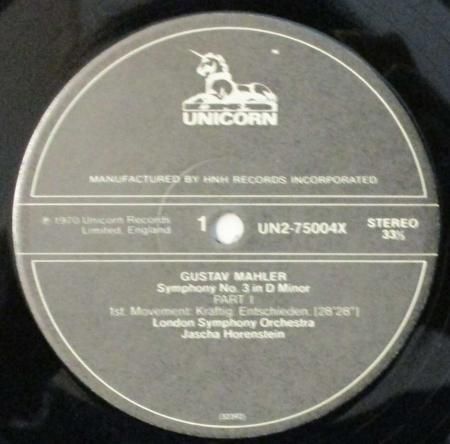 UNICORN
MANUFACTURED BY HNH RECORDS INCORPORATED
℗ 1970 Unicorn Records
Limited, England
1
UN2-75004X
STEREO
33⅓
GUSTAV MAHLER
Symphony No. 3 in D Minor
PART I
1st. Movement: Kräftig. Entschieden. [28'28"]
London Symphony Orchestra
Jascha Horenstein